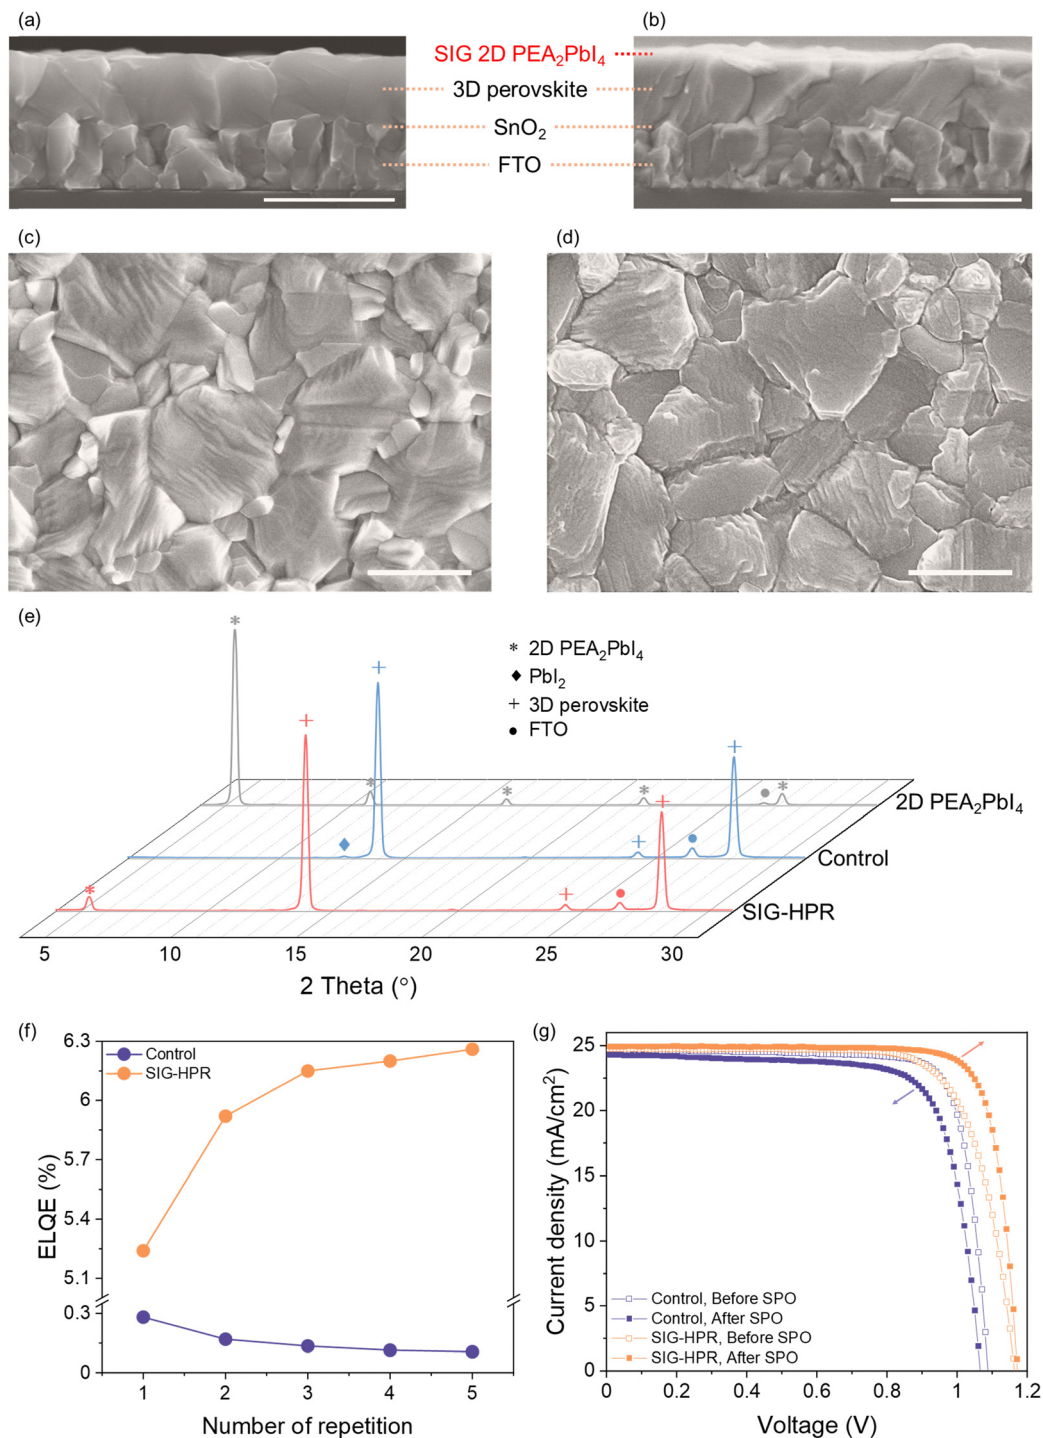 (a)
(b)
SIG 2D PEA₂PbI₄
3D perovskite
SnO₂
FTO
(c)
(d)
(e)
* 2D PEA₂PbI₄
♦ PbI₂
+ 3D perovskite
● FTO
2D PEA₂PbI₄
Control
SIG-HPR
5 10 15 20 25 30
2 Theta (°)
(f)
6.3
6
5.7
5.4
5.1
0.3
0
Control
SIG-HPR
ELQE (%)
1 2 3 4 5
Number of repetition
(g)
25
20
15
10
5
0
Current density (mA/cm²)
Control, Before SPO
Control, After SPO
SIG-HPR, Before SPO
SIG-HPR, After SPO
0 0.2 0.4 0.6 0.8 1 1.2
Voltage (V)